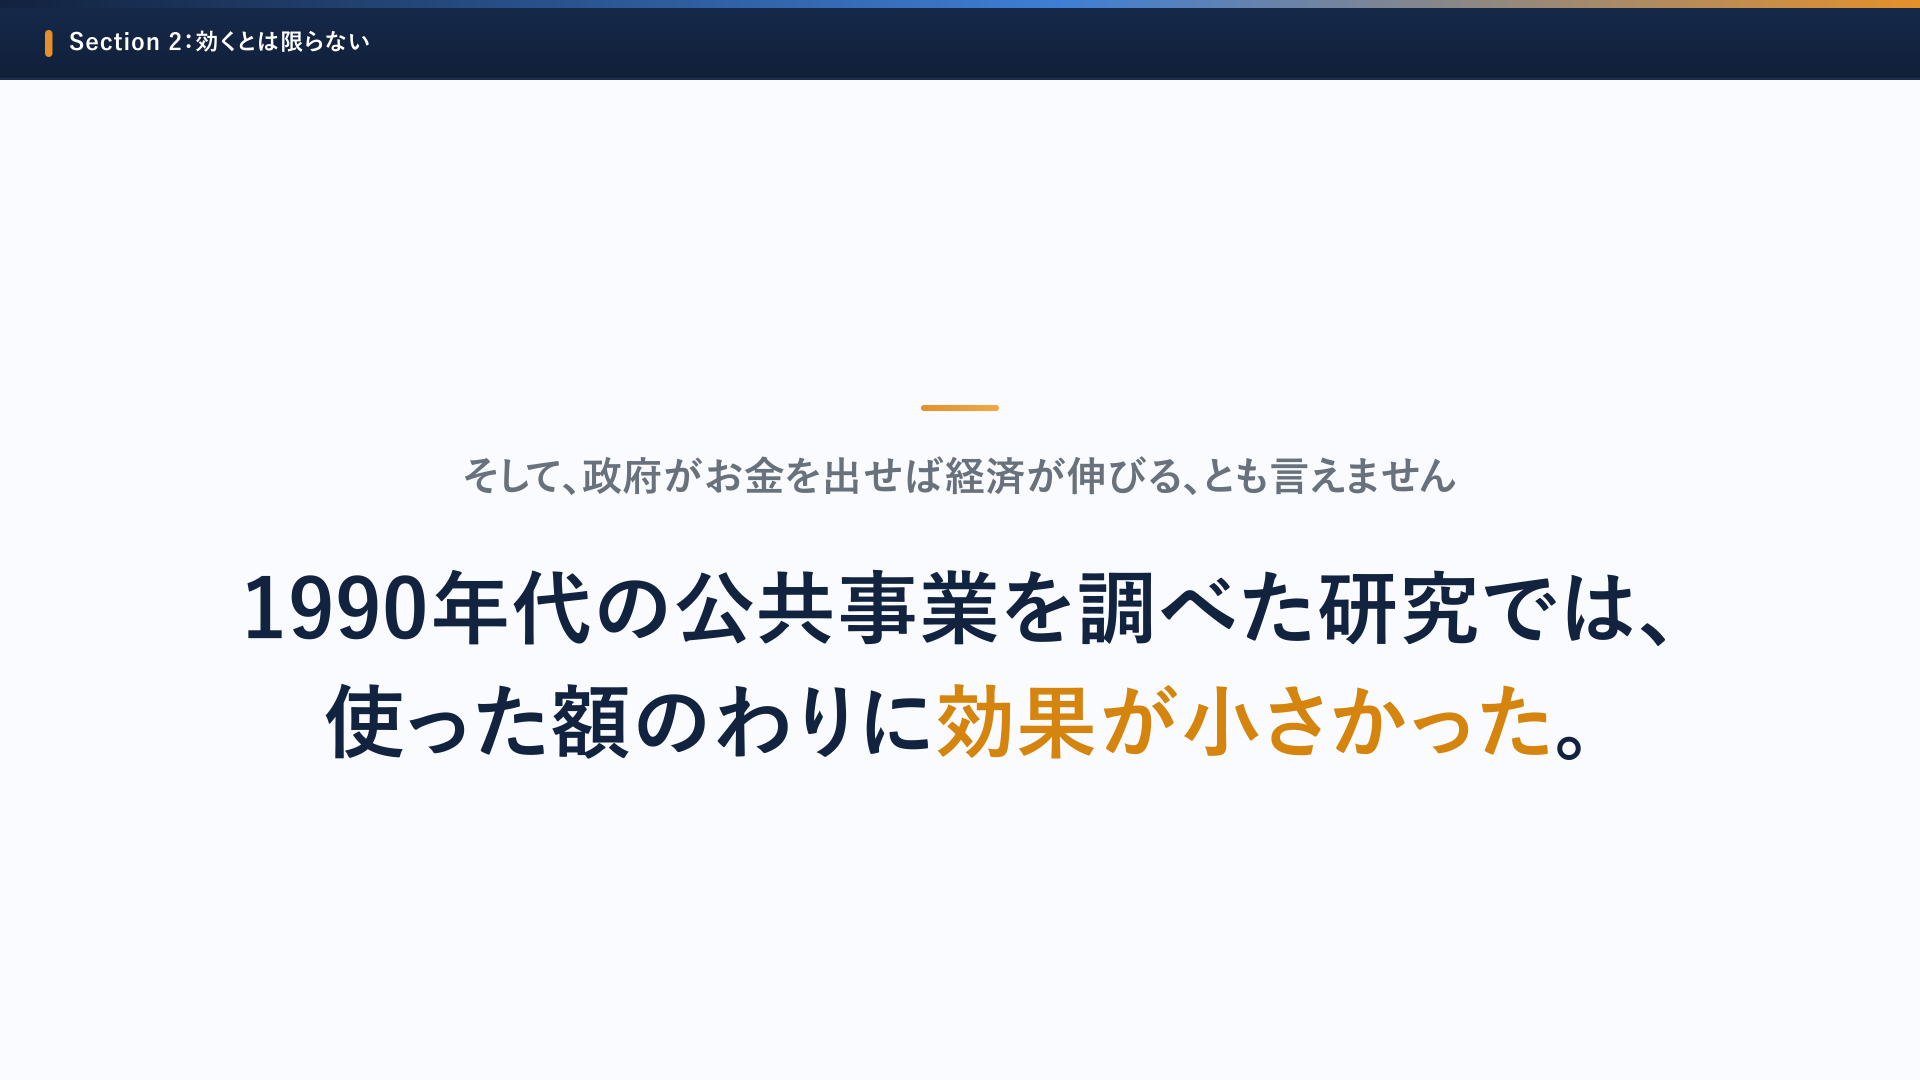 Section 2：効くとは限らない
そして、政府がお金を出せば経済が伸びる、とも言えません
1990年代の公共事業を調べた研究では、
使った額のわりに効果が小さかった。